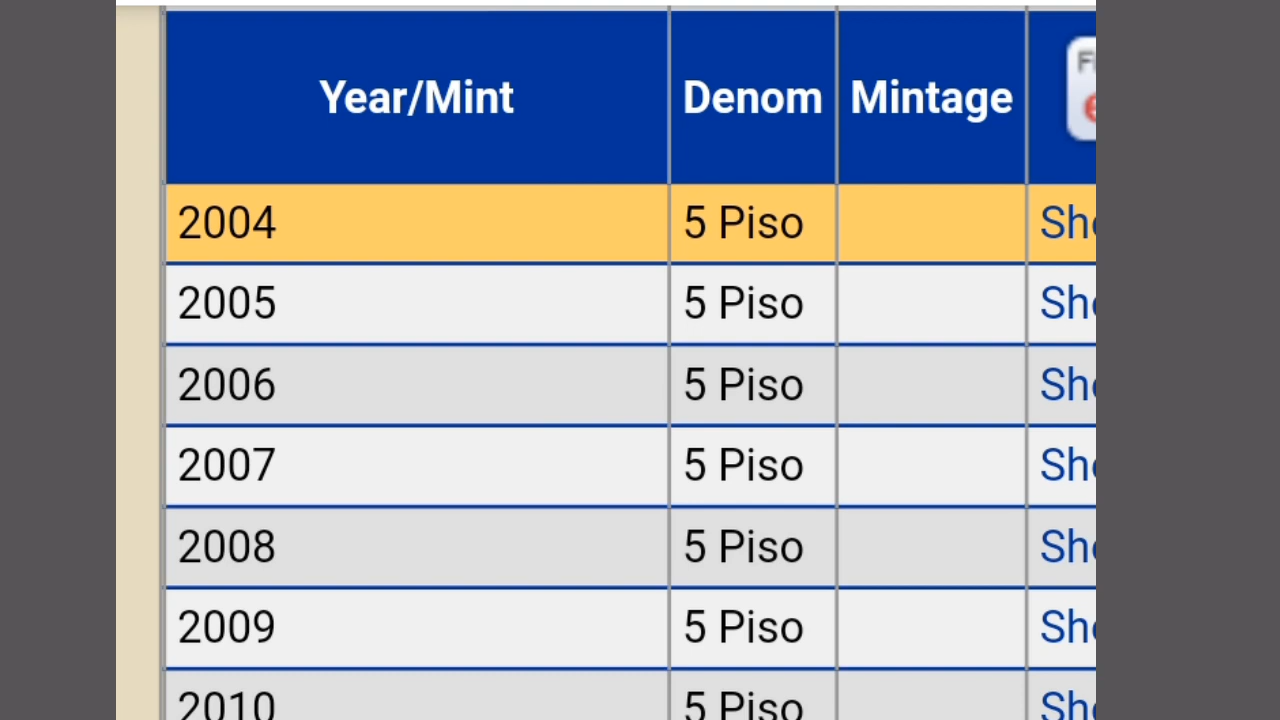 Year/Mint Denom Mintage
2004 5 Piso
2005 5 Piso
2006 5 Piso
2007 5 Piso
2008 5 Piso
2009 5 Piso
2010 5 Piso